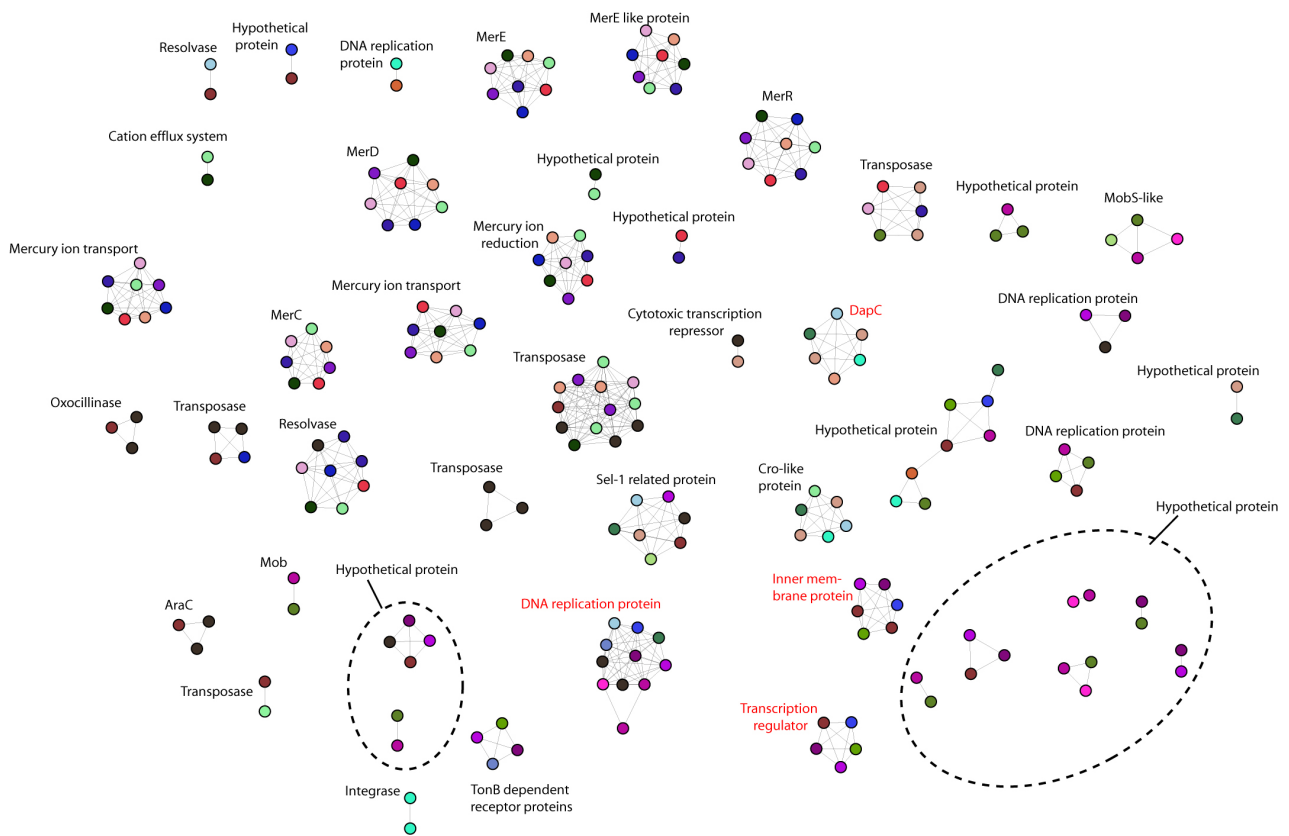 MerE like protein
Hypothetical
protein
MerE
Resolvase
DNA replication
protein
MerR
Cation efflux system
MerD
Hypothetical protein
Transposase
Hypothetical protein
MobS-like
Hypothetical protein
Mercury ion
reduction
Mercury ion transport
Mercury ion transport
DNA replication protein
MerC
Cytotoxic transcription
repressor
DapC
Transposase
Hypothetical protein
Oxocillinase
Transposase
Resolvase
Hypothetical protein
DNA replication protein
Transposase
Sel-1 related protein
Cro-like
protein
Hypothetical protein
Mob
Hypothetical protein
Inner mem-
brane protein
AraC
DNA replication protein
Transposase
Transcription
regulator
Integrase
TonB dependent
receptor proteins